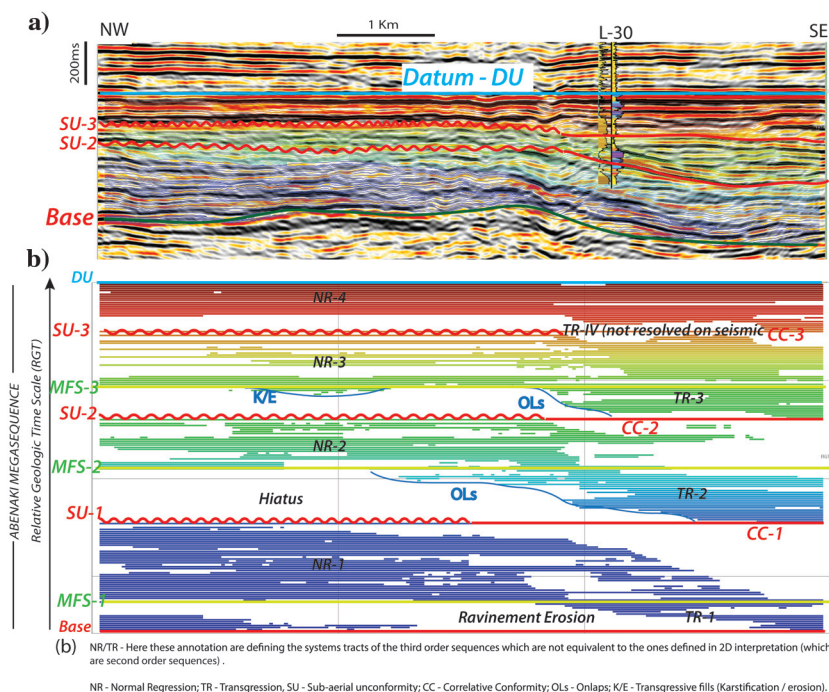 a)
NW
1 Km
L-30
SE
200ms
Datum - DU
SU-3
SU-2
Base
b)
DU
NR-4
SU-3
TR-IV (not resolved on seismic
CC-3
NR-3
MFS-3
K/E
OLs
TR-3
SU-2
CC-2
NR-2
MFS-2
Hiatus
OLs
TR-2
SU-1
CC-1
NR-1
MFS-1
Ravinement Erosion
TR-1
Base
ABENAKI MEGASEQUENCE
Relative Geologic Time Scale (RGT)
(b) NR/TR - Here these annotation are defining the systems tracts of the third order sequences which are not equivalent to the ones defined in 2D interpretation (which
are second order sequences) .
NR - Normal Regression; TR - Transgression, SU - Sub-aerial unconformity; CC - Correlative Conformity; OLs - Onlaps; K/E - Transgressive fills (Karstification / erosion).